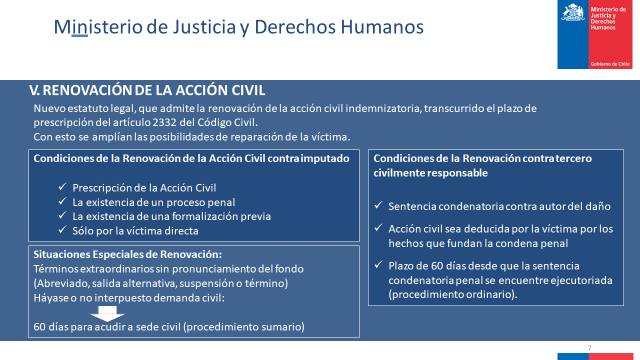 Ministerio de Justicia y Derechos Humanos
Ministerio de
Justicia y
Derechos
Humanos
Gobierno de Chile
V. RENOVACIÓN DE LA ACCIÓN CIVIL
Nuevo estatuto legal, que admite la renovación de la acción civil indemnizatoria, transcurrido el plazo de
prescripción del artículo 2332 del Código Civil.
Con esto se amplían las posibilidades de reparación de la víctima.
Condiciones de la Renovación de la Acción Civil contra imputado
✓ Prescripción de la Acción Civil
✓ La existencia de un proceso penal
✓ La existencia de una formalización previa
✓ Sólo por la víctima directa
Situaciones Especiales de Renovación:
Términos extraordinarios sin pronunciamiento del fondo
(Abreviado, salida alternativa, suspensión o término)
Háyase o no interpuesto demanda civil:
60 días para acudir a sede civil (procedimiento sumario)
Condiciones de la Renovación contra tercero
civilmente responsable
✓ Sentencia condenatoria contra autor del daño
✓ Acción civil sea deducida por la víctima por los
hechos que fundan la condena penal
✓ Plazo de 60 días desde que la sentencia
condenatoria penal se encuentre ejecutoriada
(procedimiento ordinario).
7